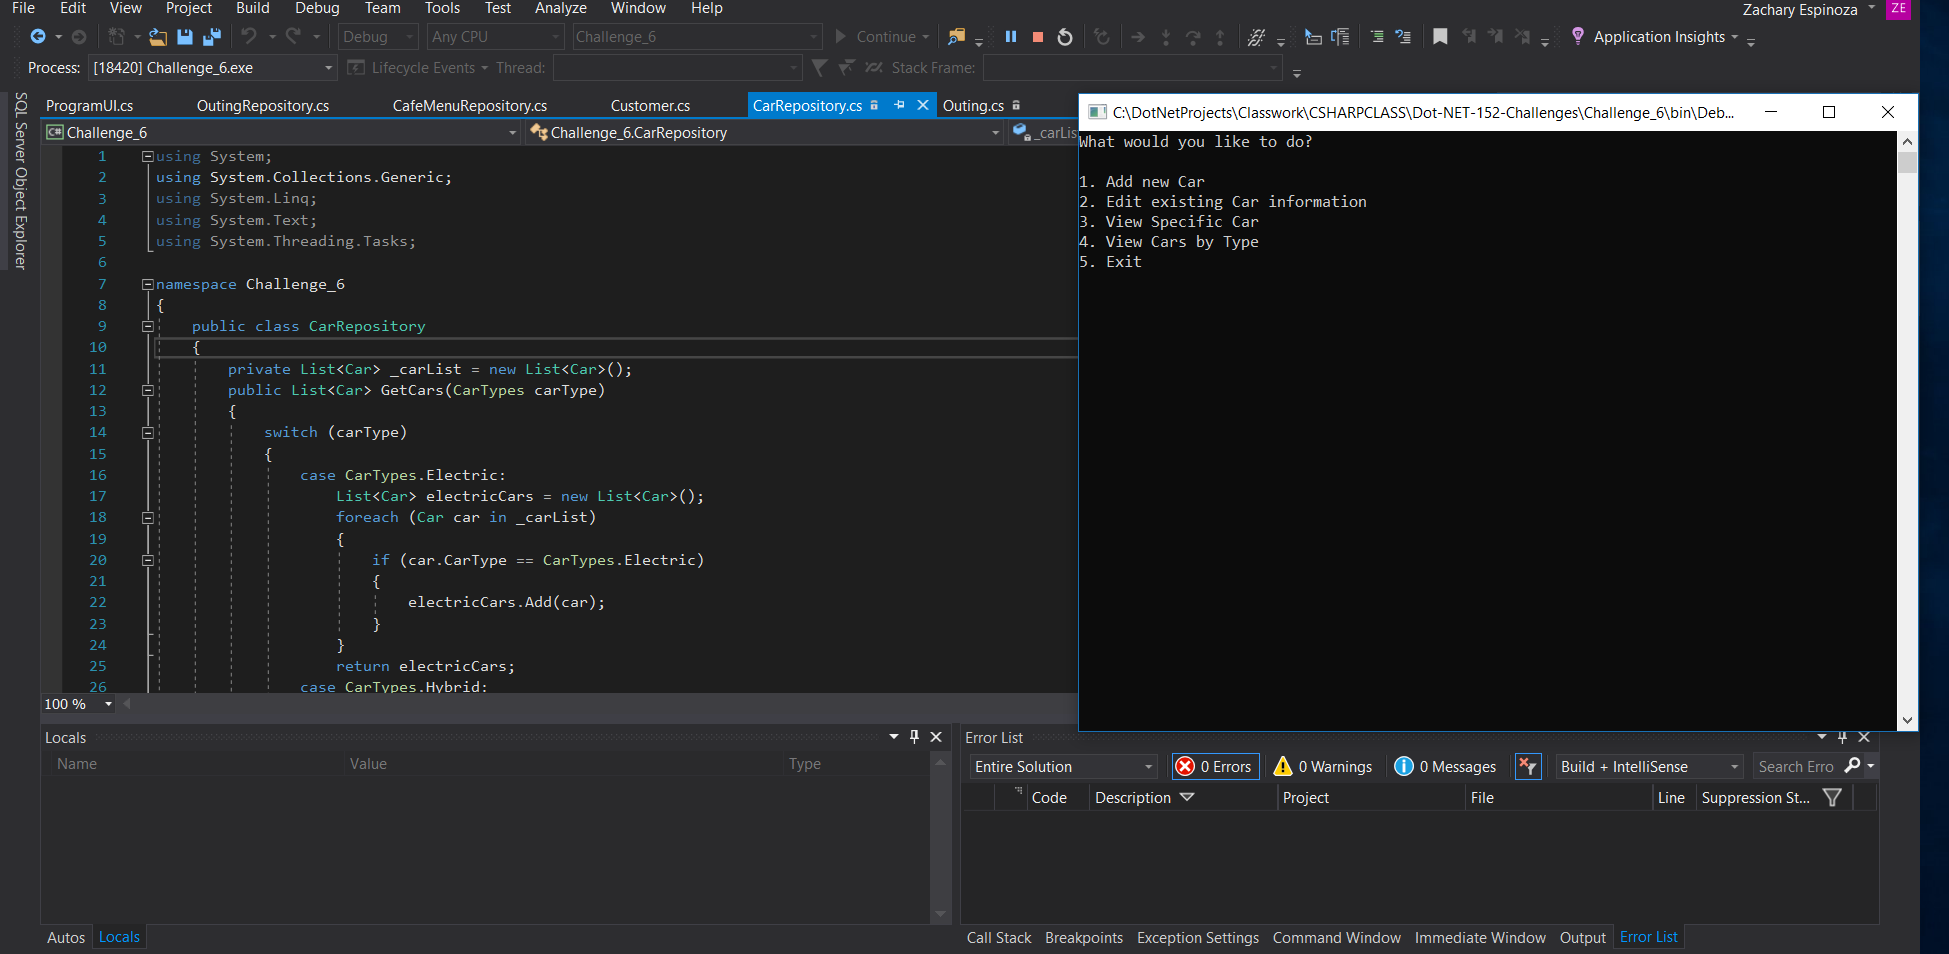 File Edit View Project Build Debug Team Tools Test Analyze Window Help Zachary Espinoza ZE
Debug Any CPU Challenge_6 Continue Application Insights
Process: [18420] Challenge_6.exe Lifecycle Events Thread: Stack Frame:
SQL Server Object Explorer
ProgramUI.cs OutingRepository.cs CafeMenuRepository.cs Customer.cs CarRepository.cs Outing.cs
C# Challenge_6 Challenge_6.CarRepository _carLis
1 using System;
2 using System.Collections.Generic;
3 using System.Linq;
4 using System.Text;
5 using System.Threading.Tasks;
6
7 namespace Challenge_6
8 {
9 public class CarRepository
10 {
11 private List<Car> _carList = new List<Car>();
12 public List<Car> GetCars(CarTypes carType)
13 {
14 switch (carType)
15 {
16 case CarTypes.Electric:
17 List<Car> electricCars = new List<Car>();
18 foreach (Car car in _carList)
19 {
20 if (car.CarType == CarTypes.Electric)
21 {
22 electricCars.Add(car);
23 }
24 }
25 return electricCars;
26 case CarTypes.Hybrid:
100 %
C:\DotNetProjects\Classwork\CSHARPCLASS\Dot-NET-152-Challenges\Challenge_6\bin\Deb...
What would you like to do?
1. Add new Car
2. Edit existing Car information
3. View Specific Car
4. View Cars by Type
5. Exit
Locals
Name Value Type
Autos Locals
Error List
Entire Solution 0 Errors 0 Warnings 0 Messages Build + IntelliSense Search Erro
Code Description Project File Line Suppression St...
Call Stack Breakpoints Exception Settings Command Window Immediate Window Output Error List